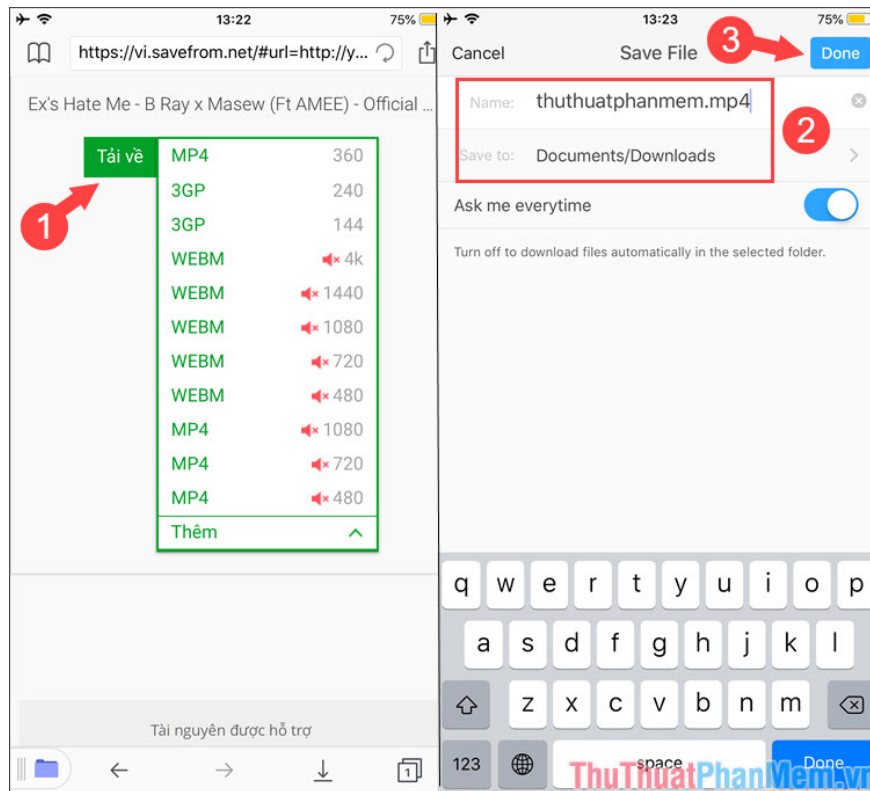 13:22
75%
https://vi.savefrom.net/#url=http://y...
Ex's Hate Me - B Ray x Masew (Ft AMEE) - Official ...
Tải về
MP4 360
3GP 240
3GP 144
WEBM 4k
WEBM 1440
WEBM 1080
WEBM 720
WEBM 480
MP4 1080
MP4 720
MP4 480
Thêm
1
Tài nguyên được hỗ trợ
1
13:23
75%
Cancel
Save File
3
Done
Name: thuthuatphanmem.mp4
2
Save to: Documents/Downloads
Ask me everytime
Turn off to download files automatically in the selected folder.
q w e r t y u i o p
a s d f g h j k l
z x c v b n m
123 space Done
ThuThuatPhanMem.vn